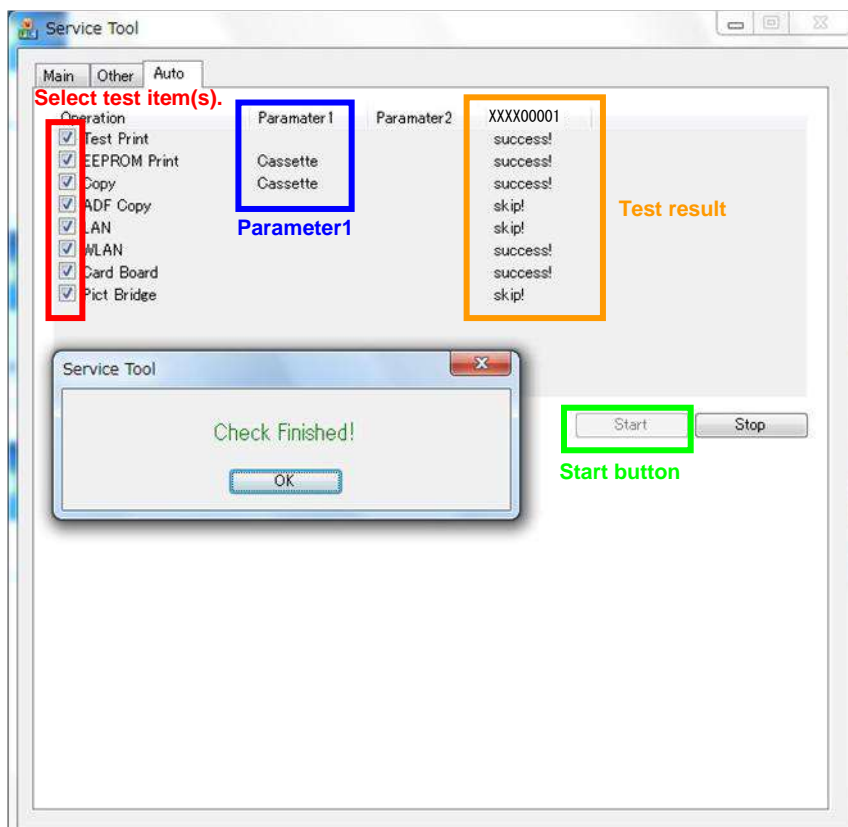 Service Tool
Main Other Auto
Select test item(s).
Operation Paramater1 Paramater2 XXXX00001
Test Print success!
EEPROM Print Cassette success!
Copy Cassette success!
ADF Copy skip!
LAN skip!
WLAN success!
Card Board success!
Pict Bridge skip!
Parameter1
Test result
Service Tool
Check Finished!
OK
Start Stop
Start button